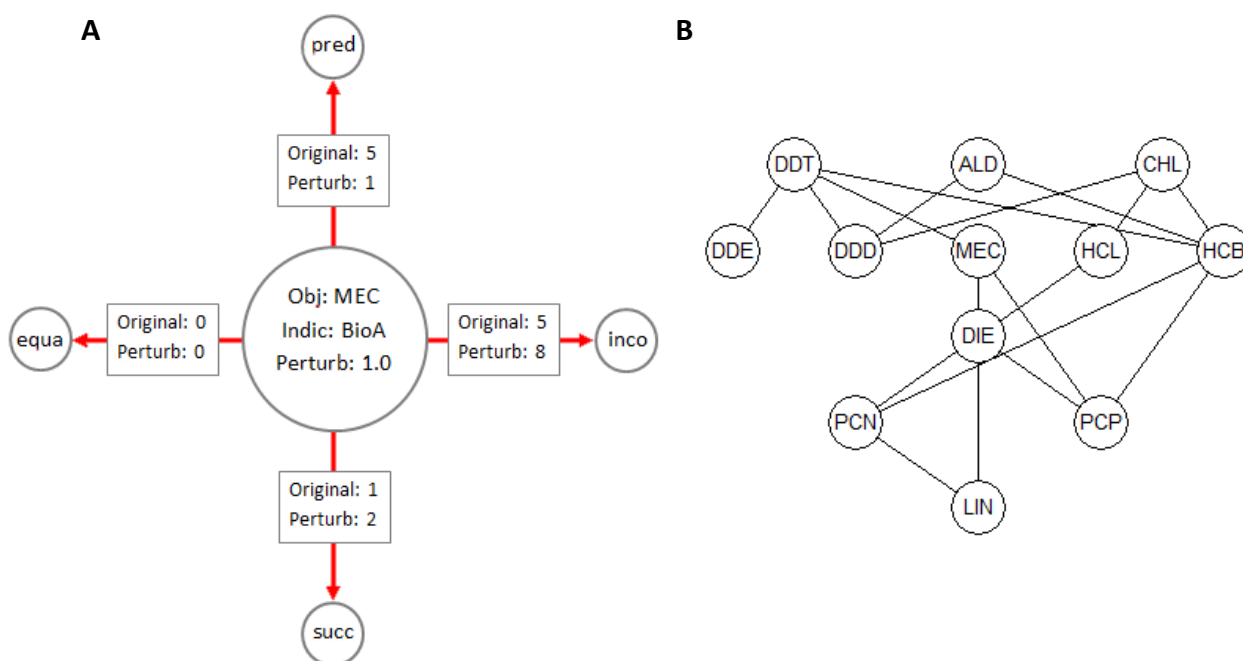 A
pred
Original: 5
Perturb: 1
equa
Original: 0
Perturb: 0
Obj: MEC
Indic: BioA
Perturb: 1.0
Original: 5
Perturb: 8
inco
Original: 1
Perturb: 2
succ
B
DDT ALD CHL
DDE DDD MEC HCL HCB
DIE
PCN PCP
LIN